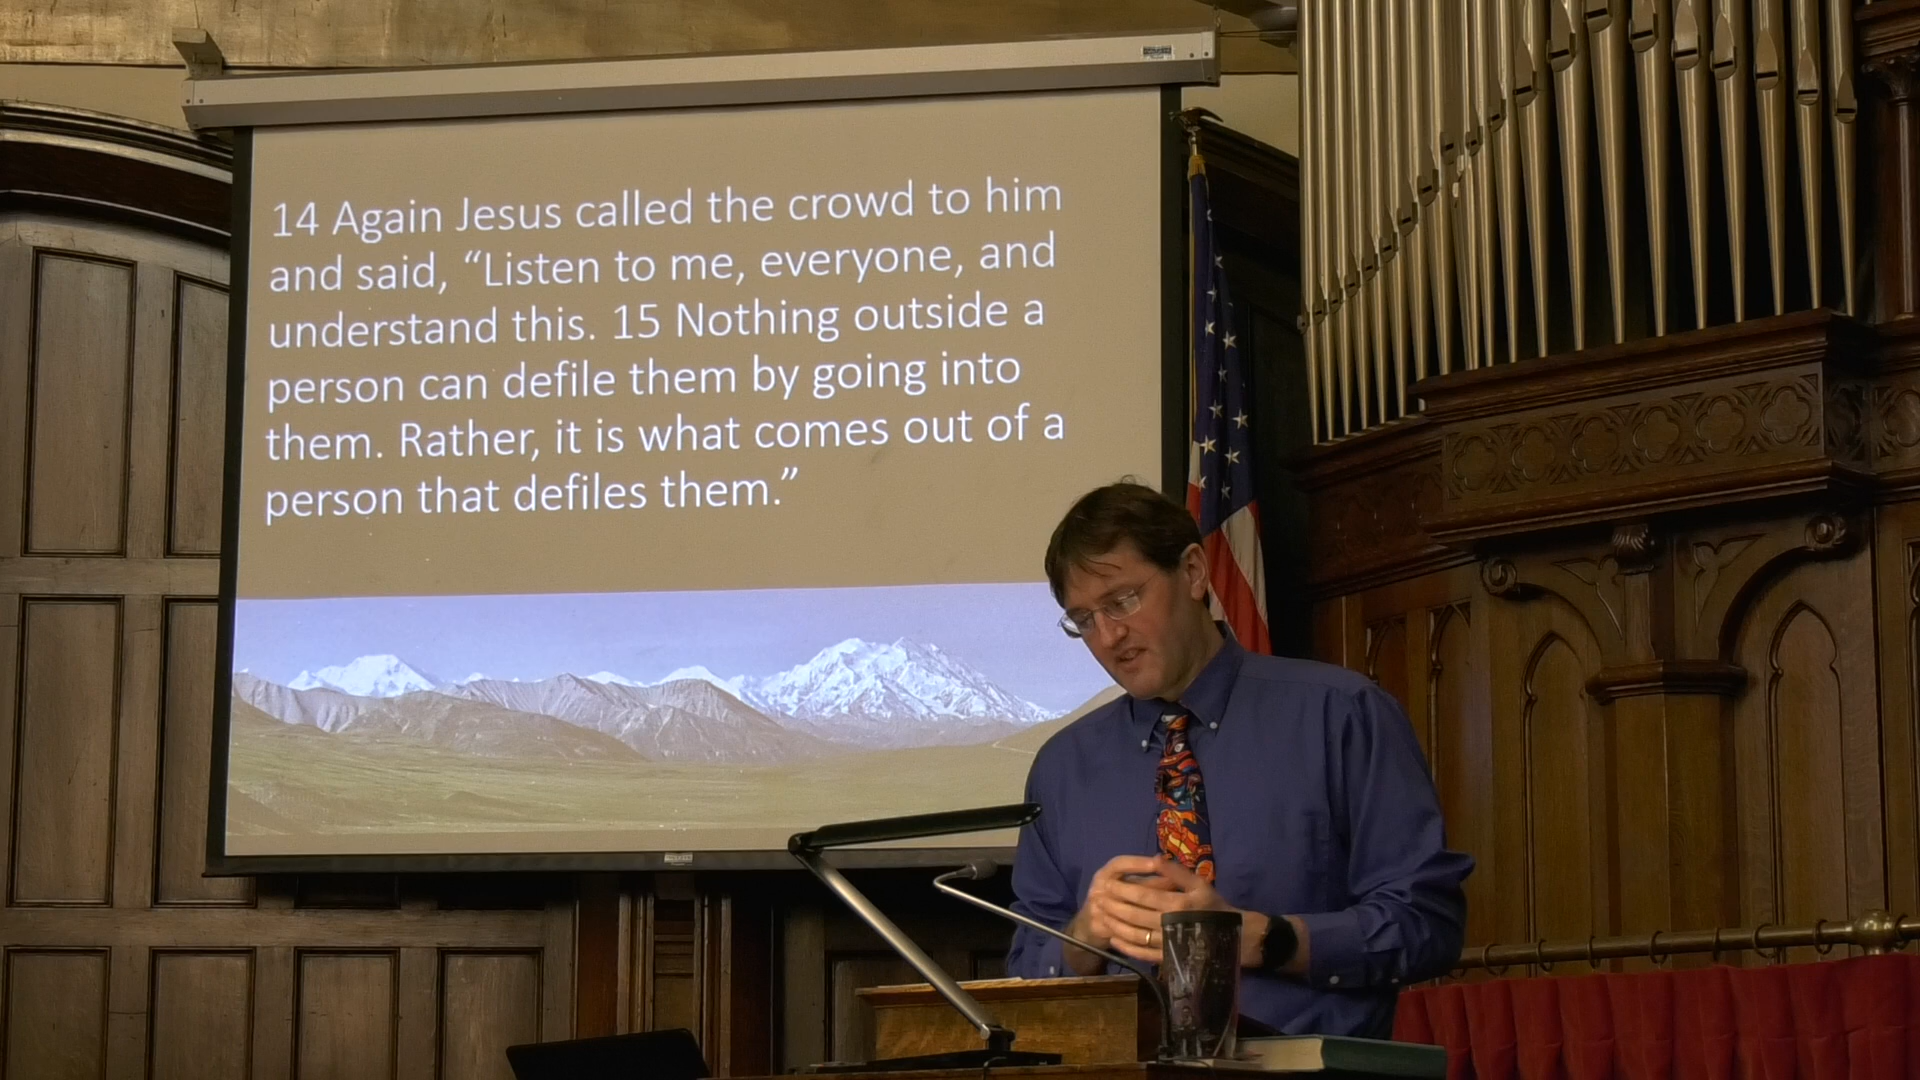 14 Again Jesus called the crowd to him
and said, “Listen to me, everyone, and
understand this. 15 Nothing outside a
person can defile them by going into
them. Rather, it is what comes out of a
person that defiles them.”